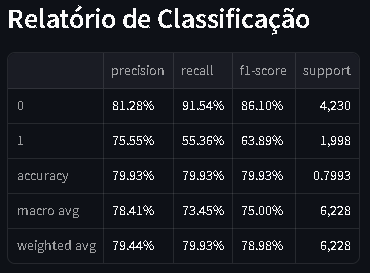 Relatório de Classificação
precision recall f1-score support
0 81.28% 91.54% 86.10% 4,230
1 75.55% 55.36% 63.89% 1,998
accuracy 79.93% 79.93% 79.93% 0.7993
macro avg 78.41% 73.45% 75.00% 6,228
weighted avg 79.44% 79.93% 78.98% 6,228